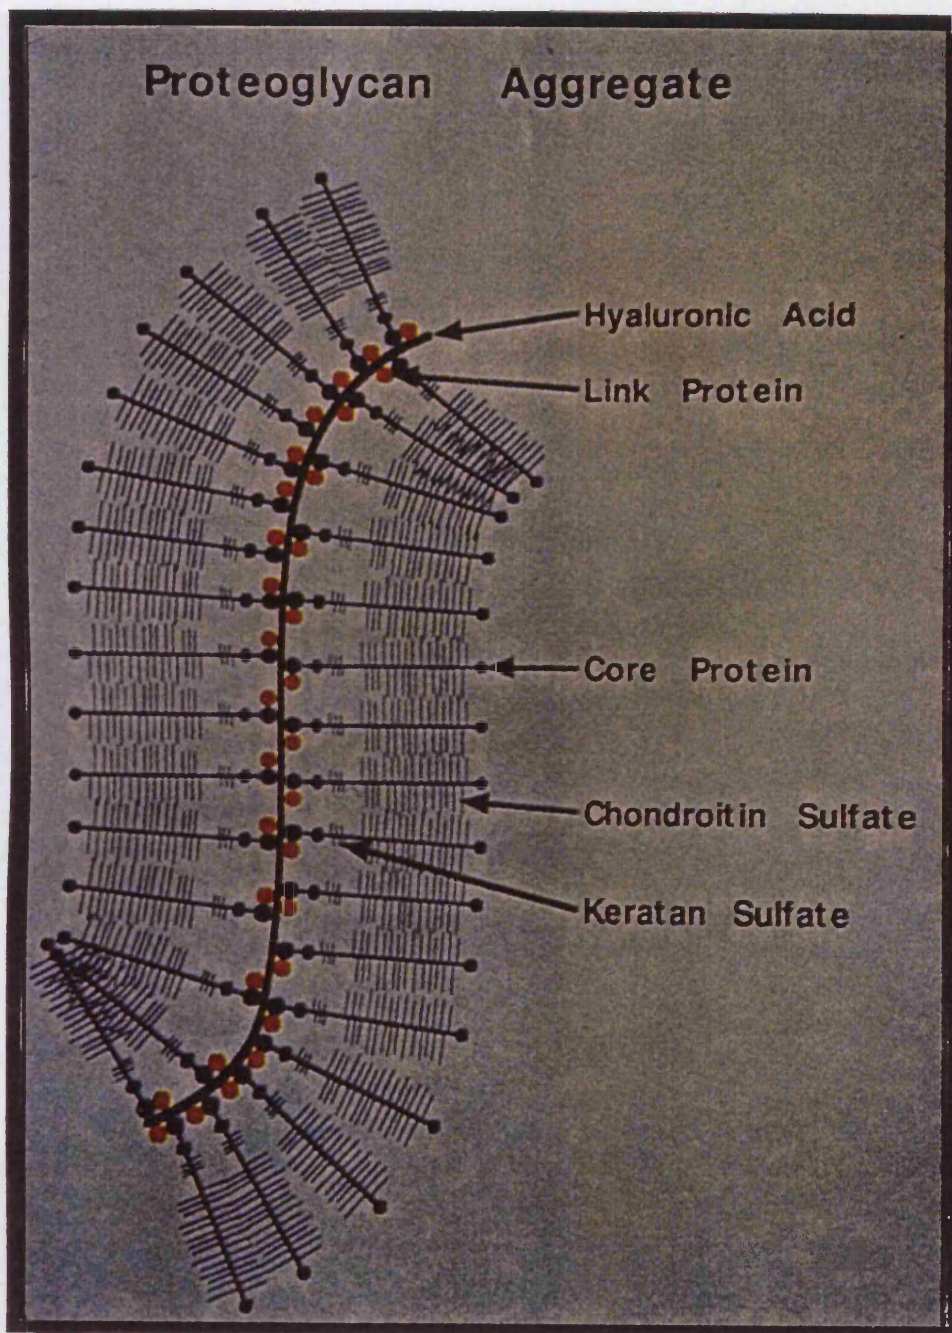 Proteoglycan Aggregate
Hyaluronic Acid
Link Protein
Core Protein
Chondroitin Sulfate
Keratan Sulfate